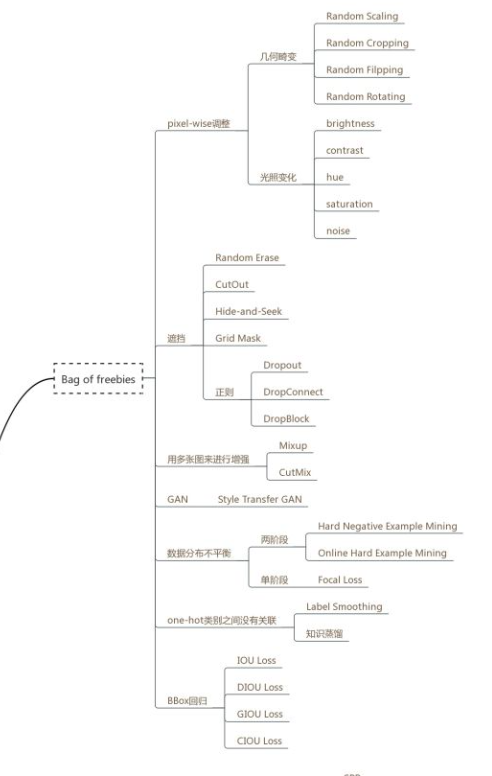 Random Scaling
Random Cropping
几何畸变
Random Filpping
Random Rotating
pixel-wise调整
brightness
contrast
光照变化
hue
saturation
noise
Random Erase
CutOut
Hide-and-Seek
遮挡
Grid Mask
Dropout
正则
DropConnect
DropBlock
Bag of freebies
Mixup
用多张图来进行增强
CutMix
GAN
Style Transfer GAN
Hard Negative Example Mining
两阶段
Online Hard Example Mining
数据分布不平衡
单阶段
Focal Loss
Label Smoothing
one-hot类别之间没有关联
知识蒸馏
IOU Loss
DIOU Loss
BBox回归
GIOU Loss
CIOU Loss